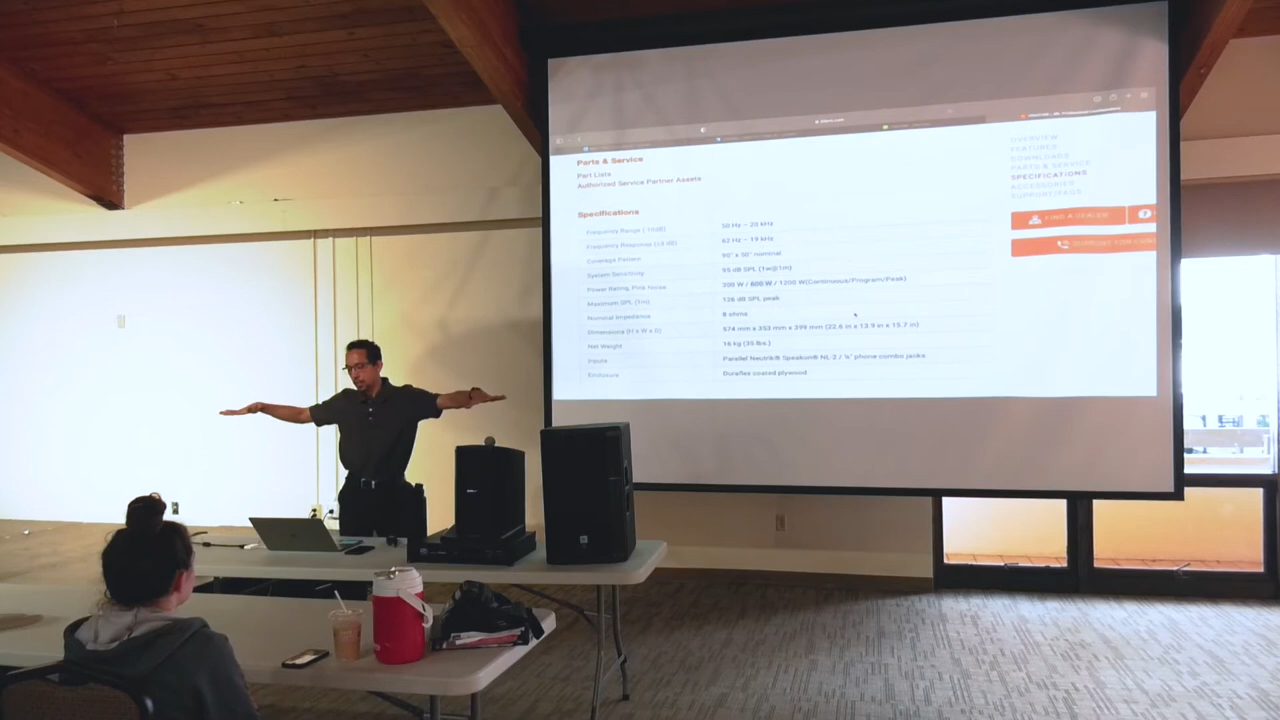 Parts & Service
Part Lists
Authorized Service Partner Assets
Specifications
Frequency Range (-10dB) 50 Hz – 20 kHz
Frequency Response (±3 dB) 62 Hz – 19 kHz
Coverage Pattern 90° x 50° nominal
System Sensitivity 95 dB SPL (1w@1m)
Power Rating, Pink Noise 300 W / 600 W / 1200 W(Continuous/Program/Peak)
Maximum SPL (1m) 126 dB SPL peak
Nominal Impedance 8 ohms
Dimensions (H x W x D) 574 mm x 353 mm x 399 mm (22.6 in x 13.9 in x 15.7 in)
Net Weight 16 kg (35 lbs.)
Inputs Parallel Neutrik® Speakon® NL-2 / ¼" phone combo jacks
Enclosure Duraflex coated plywood
OVERVIEW
FEATURES
DOWNLOADS
PARTS & SERVICE
SPECIFICATIONS
ACCESSORIES
SUPPORT/FAQS
FIND A DEALER